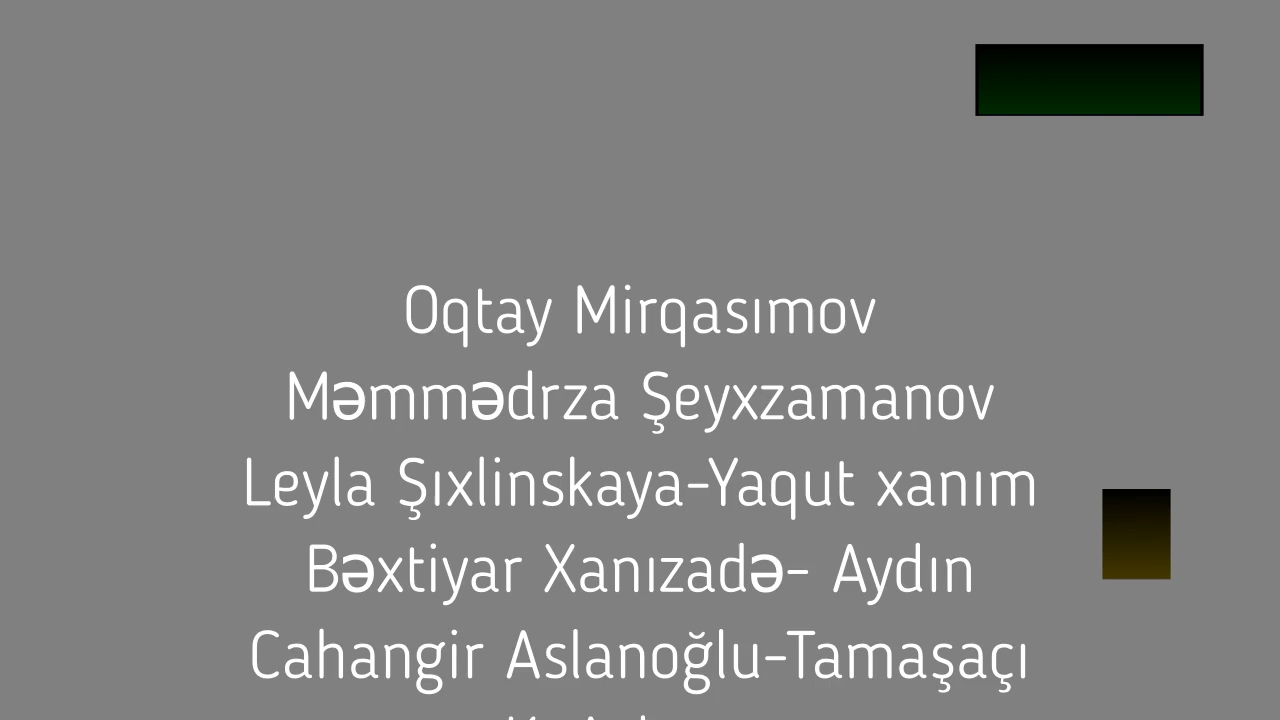 Oqtay Mirqasımov
Məmmədrza Şeyxzamanov
Leyla Şıxlinskaya-Yaqut xanım
Bəxtiyar Xanızadə- Aydın
Cahangir Aslanoğlu-Tamaşaçı